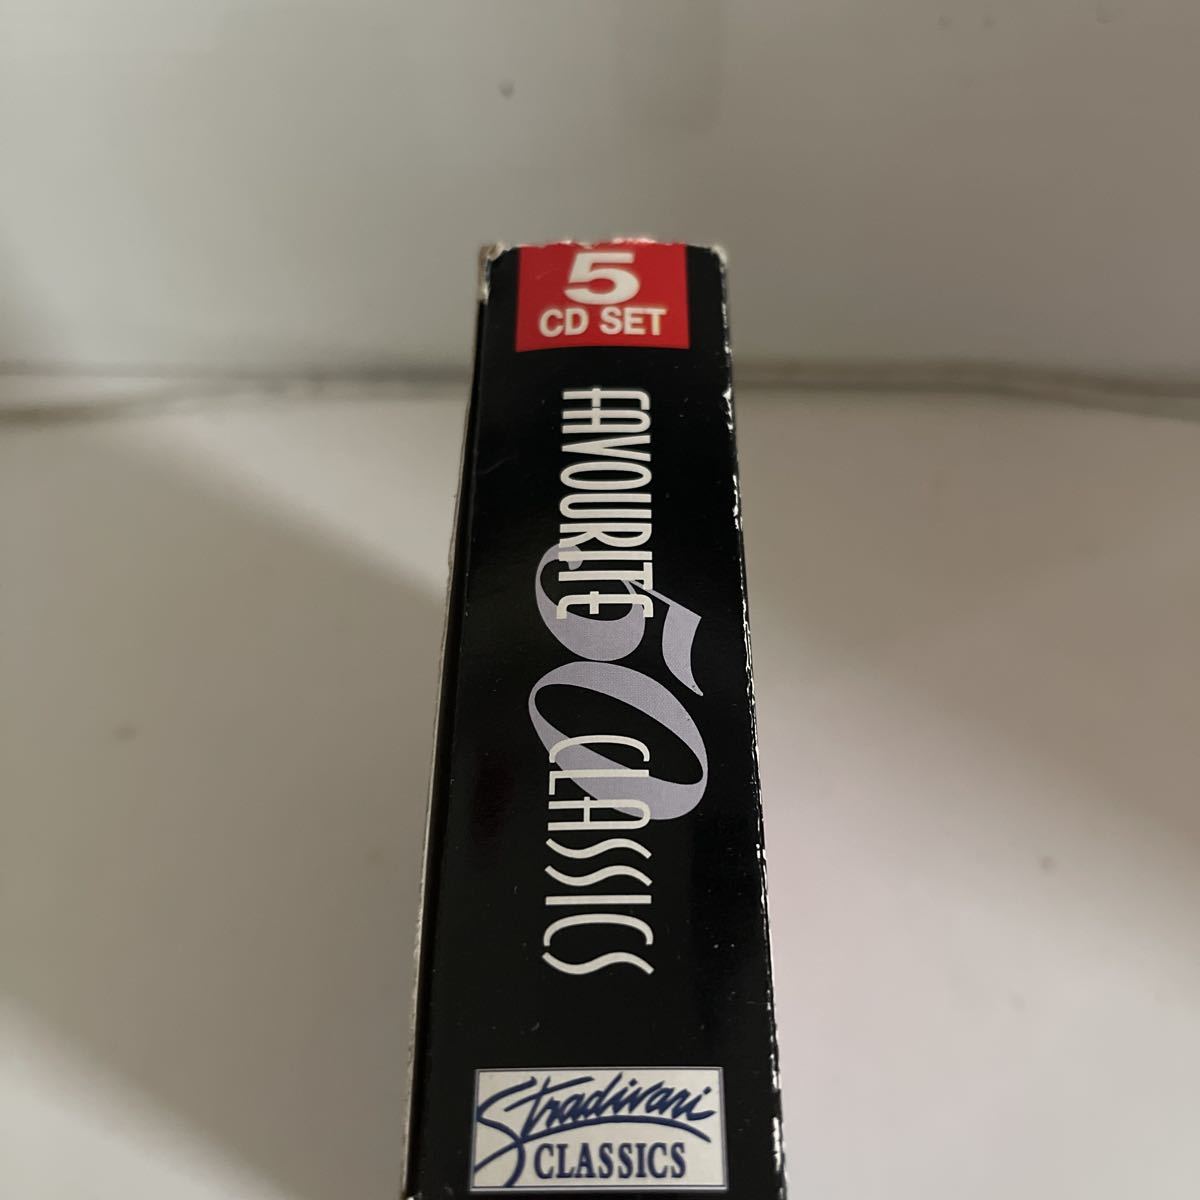 5
CD SET
FAVOURITE
50
CLASSICS
Stradivari
CLASSICS